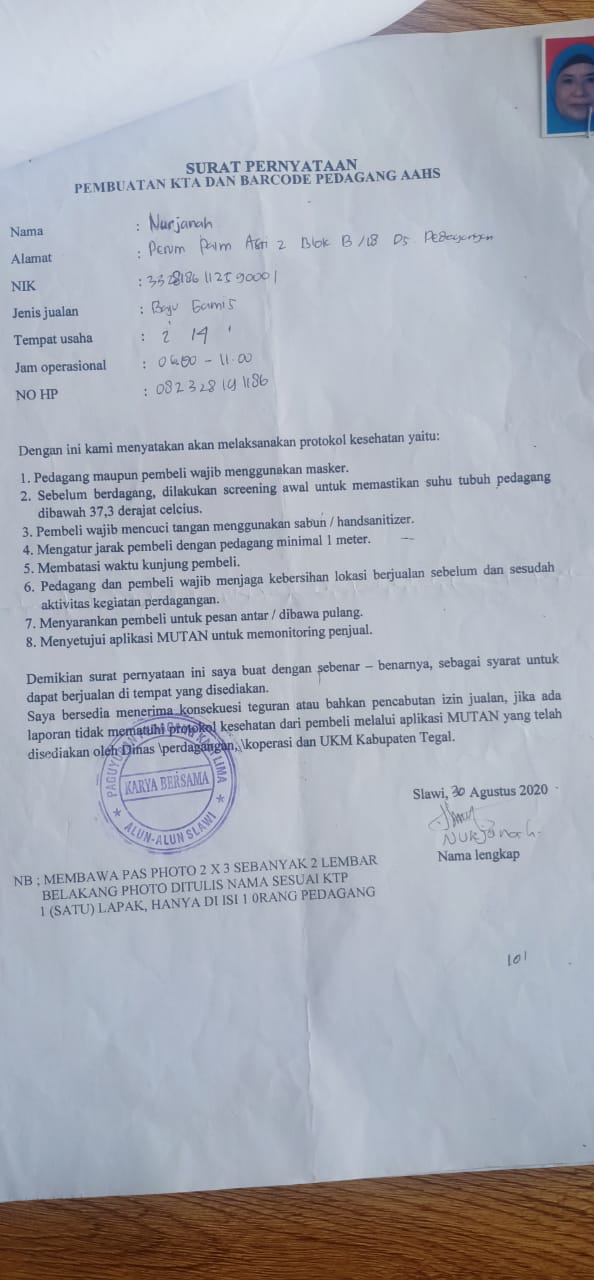 SURAT PERNYATAAN
PEMBUATAN KTA DAN BARCODE PEDAGANG AAHS
Nama : Nurjanah
Alamat : Perum Palm Asri 2 Blok B/18 Ds
NIK : 3328186112590001
Jenis jualan : Baju Gamis
Tempat usaha : 2 14
Jam operasional : - 11.00
NO HP : 082328191186
Dengan ini kami menyatakan akan melaksanakan protokol kesehatan yaitu:
1. Pedagang maupun pembeli wajib menggunakan masker.
2. Sebelum berdagang, dilakukan screening awal untuk memastikan suhu tubuh pedagang
dibawah 37,3 derajat celcius.
3. Pembeli wajib mencuci tangan menggunakan sabun / handsanitizer.
4. Mengatur jarak pembeli dengan pedagang minimal 1 meter.
5. Membatasi waktu kunjung pembeli.
6. Pedagang dan pembeli wajib menjaga kebersihan lokasi berjualan sebelum dan sesudah
aktivitas kegiatan perdagangan.
7. Menyarankan pembeli untuk pesan antar / dibawa pulang.
8. Menyetujui aplikasi MUTAN untuk memonitoring penjual.
Demikian surat pernyataan ini saya buat dengan sebenar – benarnya, sebagai syarat untuk
dapat berjualan di tempat yang disediakan.
Saya bersedia menerima konsekuesi teguran atau bahkan pencabutan izin jualan, jika ada
laporan tidak mematuhi protokol kesehatan dari pembeli melalui aplikasi MUTAN yang telah
disediakan oleh Dinas \perdagangan, \koperasi dan UKM Kabupaten Tegal.
KARYA BERSAMA
ALUN-ALUN SLAWI
Slawi, 30 Agustus 2020
Nurjanah
Nama lengkap
NB : MEMBAWA PAS PHOTO 2 X 3 SEBANYAK 2 LEMBAR
BELAKANG PHOTO DITULIS NAMA SESUAI KTP
1 (SATU) LAPAK, HANYA DI ISI 1 0RANG PEDAGANG
101